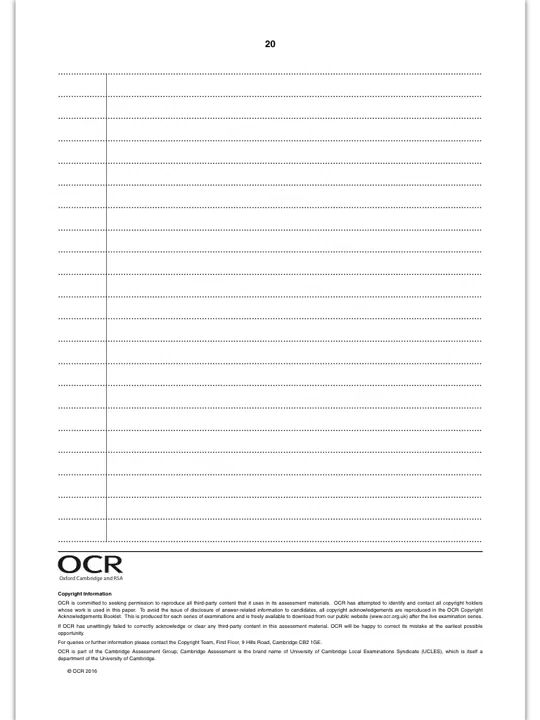 20
OCR
Oxford Cambridge and RSA
Copyright Information
OCR is committed to seeking permission to reproduce all third-party content that it uses in its assessment materials. OCR has attempted to identify and contact all copyright holders
whose work is used in this paper. To avoid the issue of disclosure of answer-related information to candidates, all copyright acknowledgements are reproduced in the OCR Copyright
Acknowledgements Booklet. This is produced for each series of examinations and is freely available to download from our public website (www.ocr.org.uk) after the live examination series.
If OCR has unwittingly failed to correctly acknowledge or clear any third-party content in this assessment material, OCR will be happy to correct its mistake at the earliest possible
opportunity.
For queries or further information please contact the Copyright Team, First Floor, 9 Hills Road, Cambridge CB2 1GE.
OCR is part of the Cambridge Assessment Group; Cambridge Assessment is the brand name of University of Cambridge Local Examinations Syndicate (UCLES), which is itself a
department of the University of Cambridge.
© OCR 2016